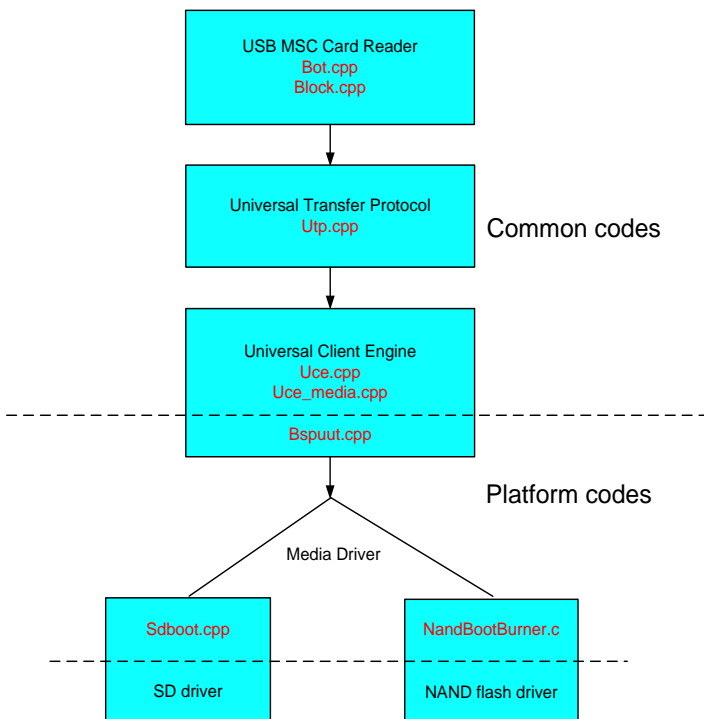 USB MSC Card Reader
Bot.cpp
Block.cpp
Universal Transfer Protocol
Utp.cpp
Common codes
Universal Client Engine
Uce.cpp
Uce_media.cpp
Bspuut.cpp
Platform codes
Media Driver
Sdboot.cpp
NandBootBurner.c
SD driver
NAND flash driver